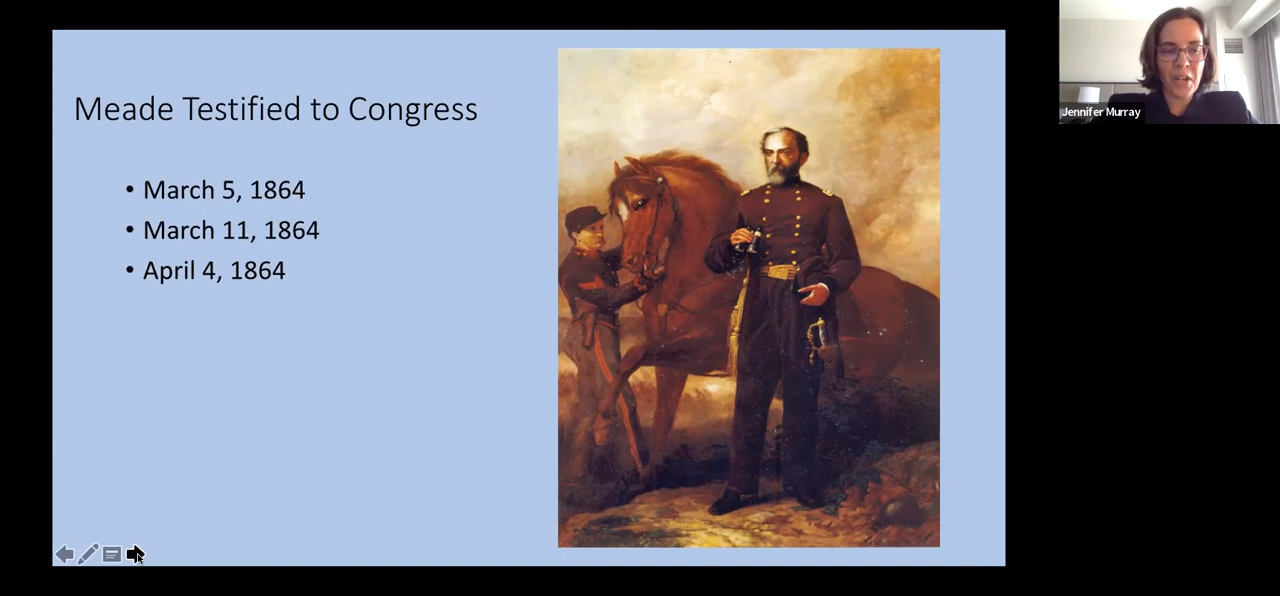 Meade Testified to Congress
• March 5, 1864
• March 11, 1864
• April 4, 1864
Jennifer Murray